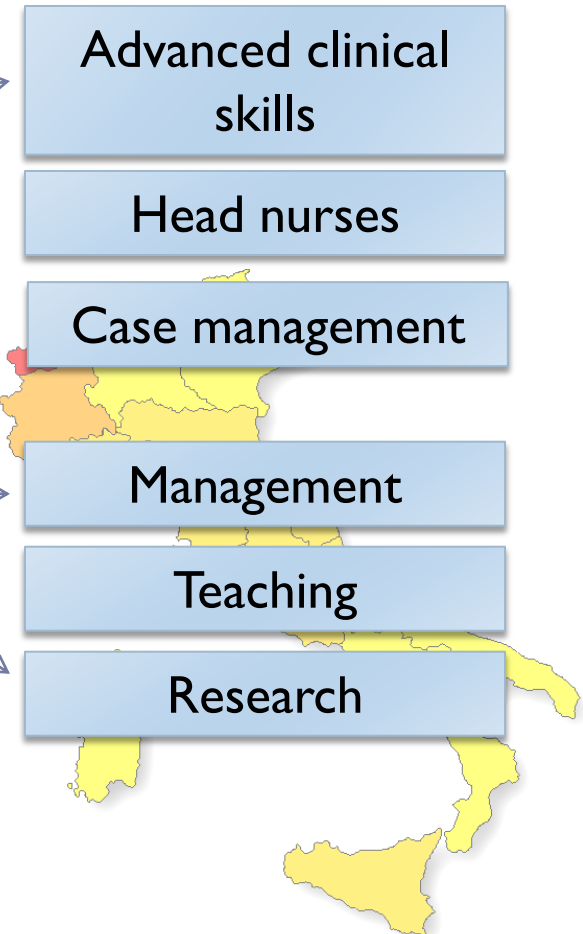 Advanced clinical
skills
Head nurses
Case management
Management
Teaching
Research